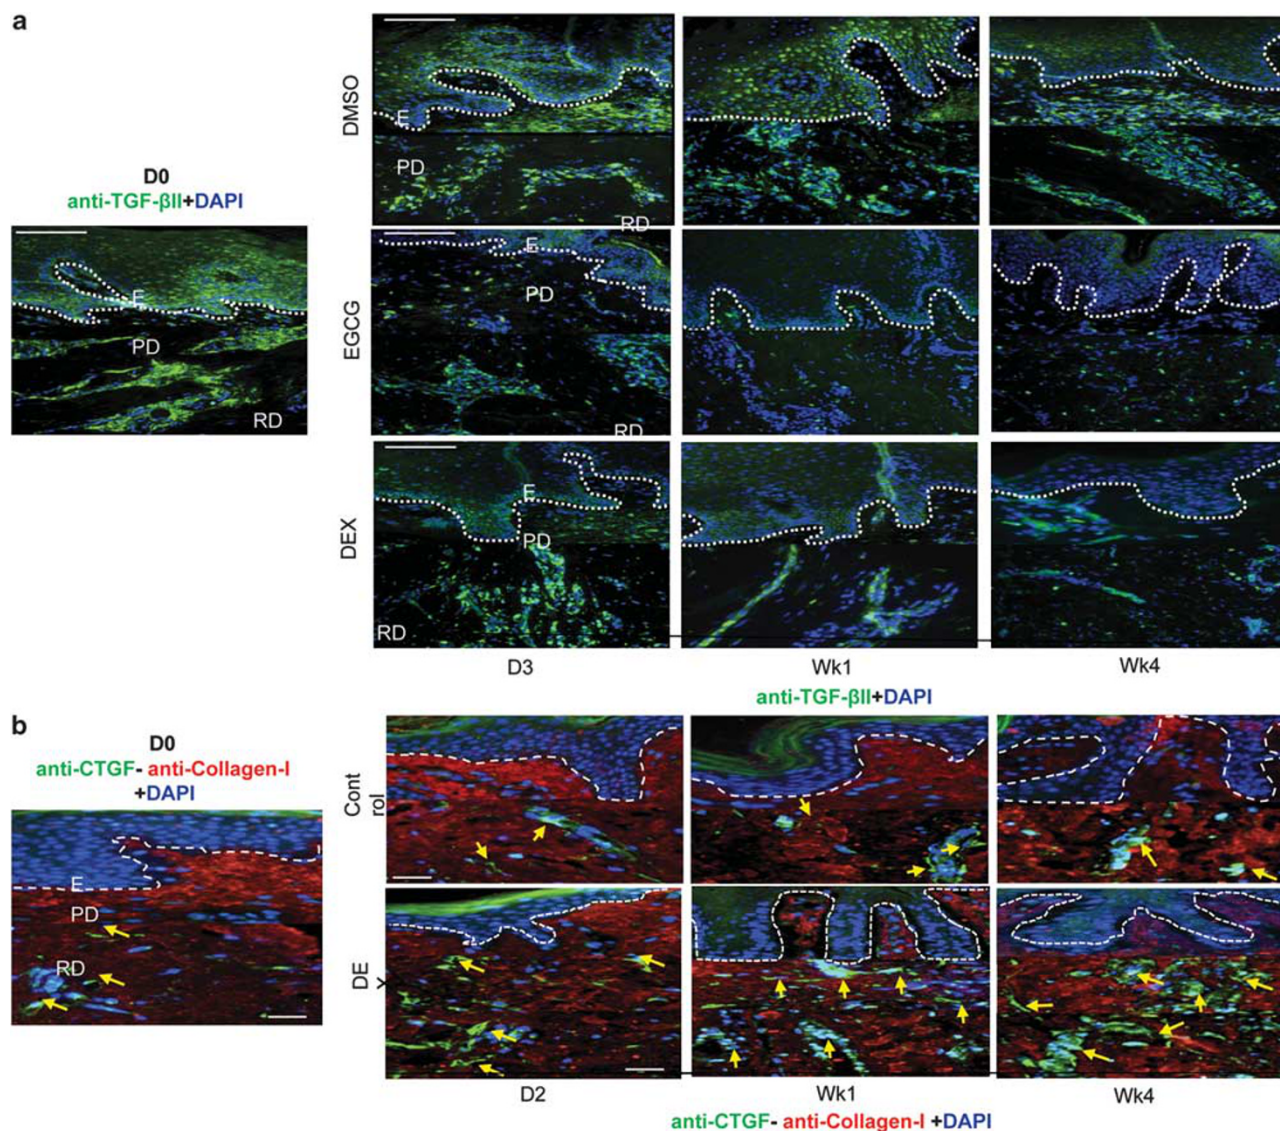 a
D0
anti-TGF-βII+DAPI
E
PD
RD
DMSO
E
PD
RD
EGCG
E
PD
RD
DEX
E
PD
RD
D3
Wk1
Wk4
anti-TGF-βII+DAPI
b
D0
anti-CTGF- anti-Collagen-I
+DAPI
E
PD
RD
Cont
rol
DE
x
D2
Wk1
Wk4
anti-CTGF- anti-Collagen-I +DAPI